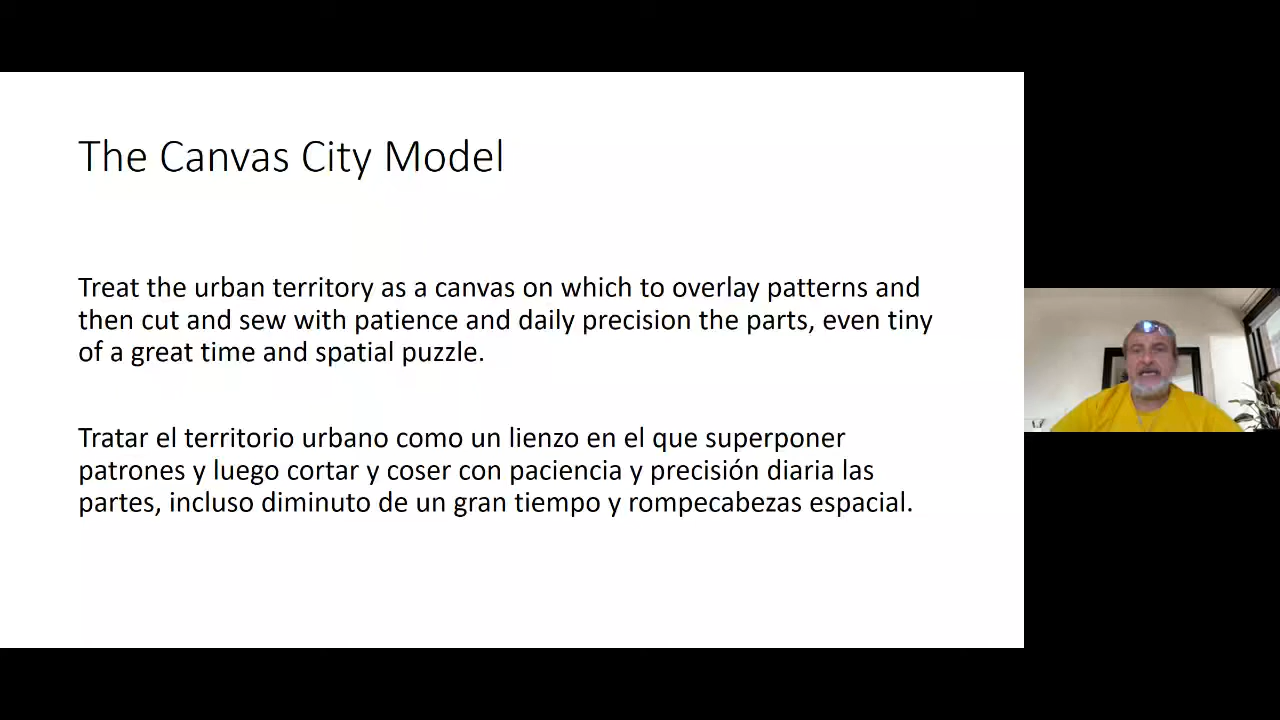 The Canvas City Model
Treat the urban territory as a canvas on which to overlay patterns and
then cut and sew with patience and daily precision the parts, even tiny
of a great time and spatial puzzle.
Tratar el territorio urbano como un lienzo en el que superponer
patrones y luego cortar y coser con paciencia y precisión diaria las
partes, incluso diminuto de un gran tiempo y rompecabezas espacial.